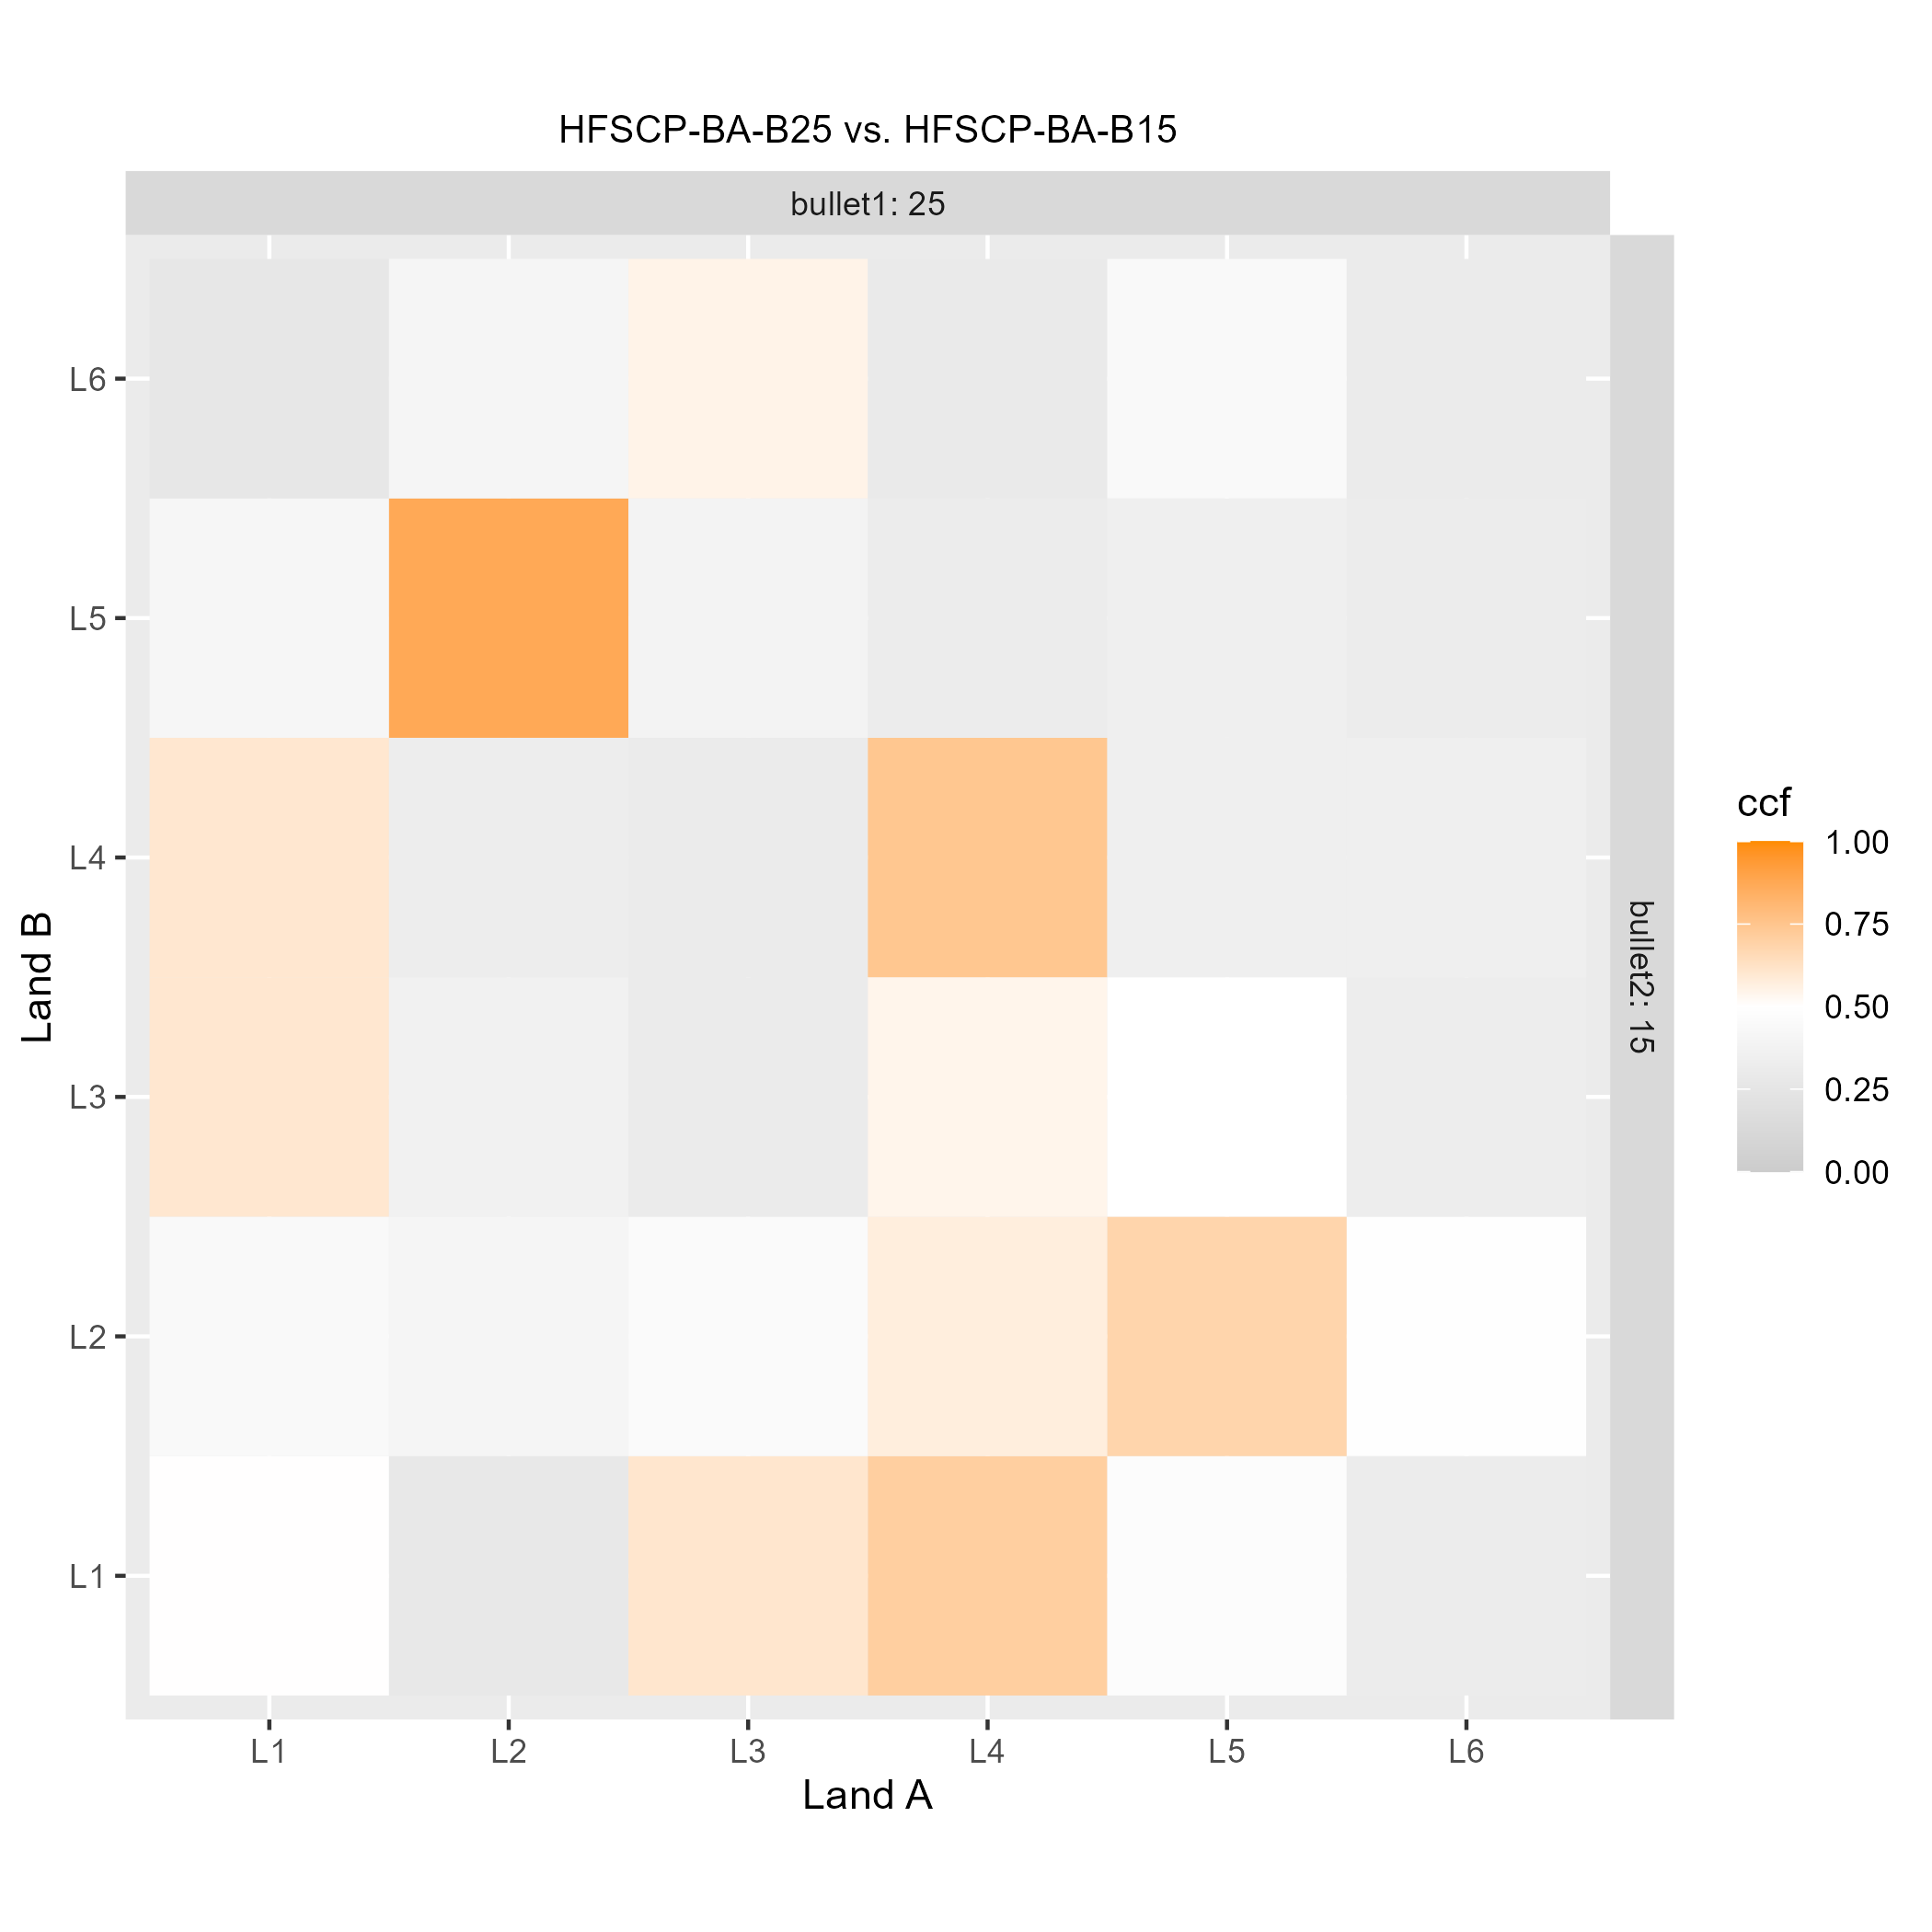 HFSCP-BA-B25 vs. HFSCP-BA-B15
bullet1: 25
L6
L5
L4
L3
L2
L1
Land B
L1 L2 L3 L4 L5 L6
Land A
bullet2: 15
ccf
1.00
0.75
0.50
0.25
0.00